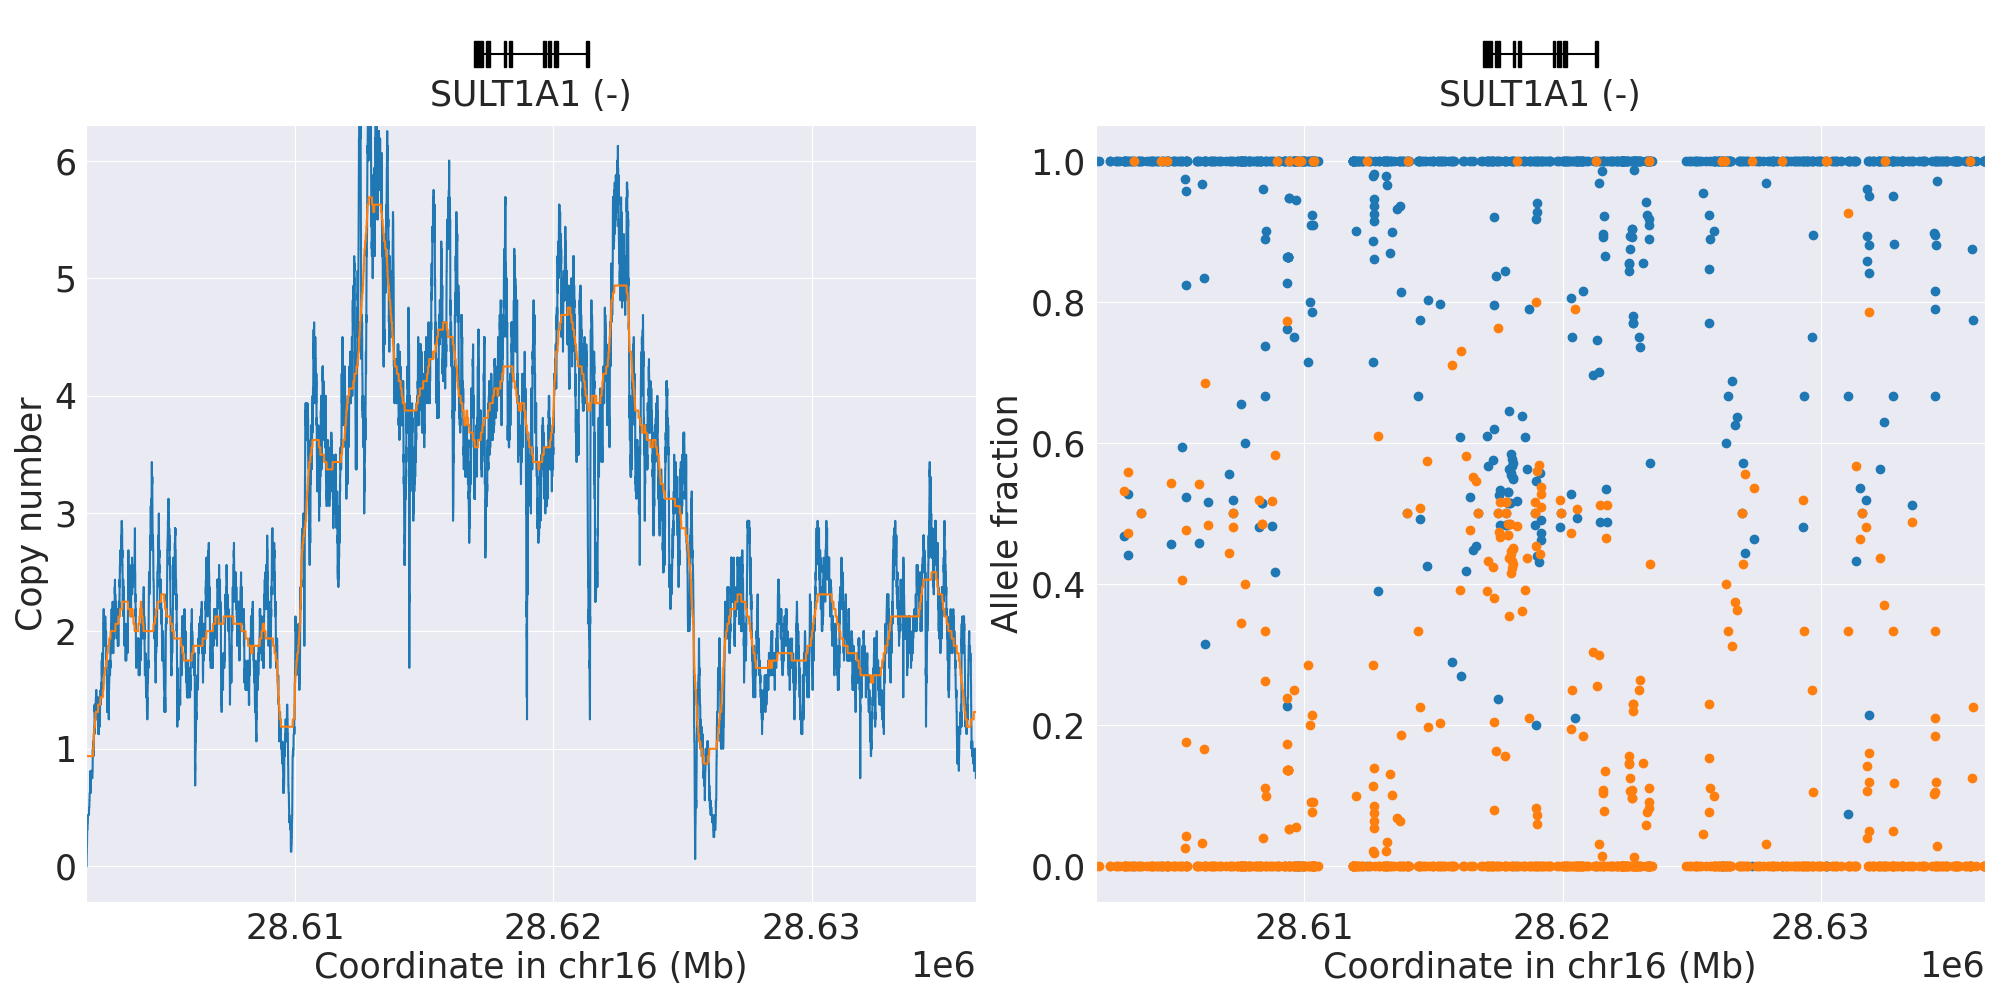 SULT1A1 (-)
6
5
4
3
2
1
0
Copy number
28.61 28.62 28.63
Coordinate in chr16 (Mb) 1e6
SULT1A1 (-)
1.0
0.8
0.6
0.4
0.2
0.0
Allele fraction
28.61 28.62 28.63
Coordinate in chr16 (Mb) 1e6